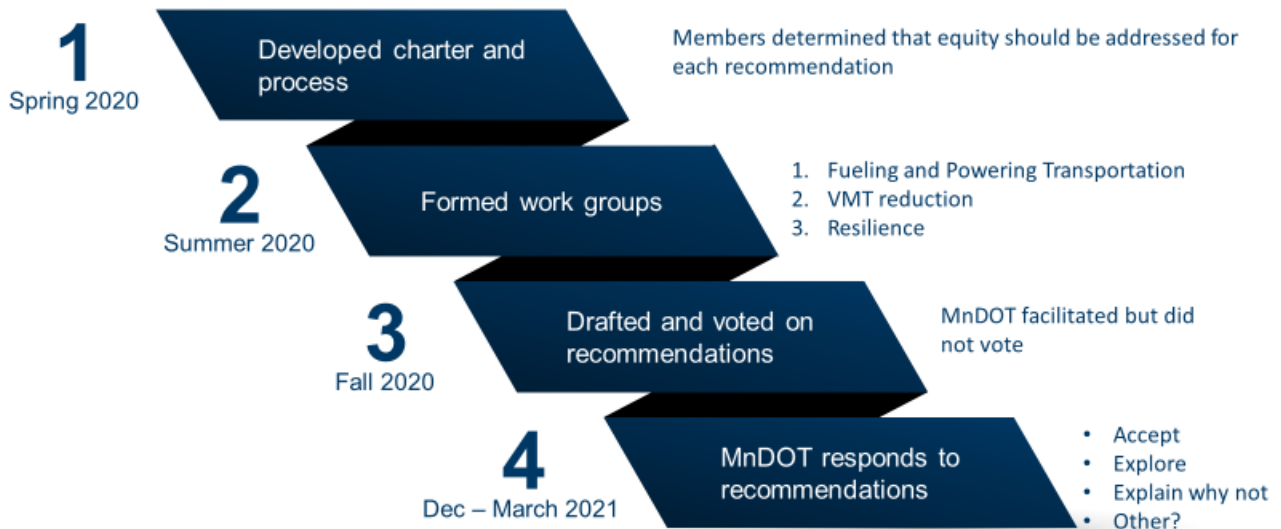 1
Spring 2020
Developed charter and
process
Members determined that equity should be addressed for
each recommendation
2
Summer 2020
Formed work groups
1. Fueling and Powering Transportation
2. VMT reduction
3. Resilience
3
Fall 2020
Drafted and voted on
recommendations
MnDOT facilitated but did
not vote
4
Dec – March 2021
MnDOT responds to
recommendations
• Accept
• Explore
• Explain why not
• Other?